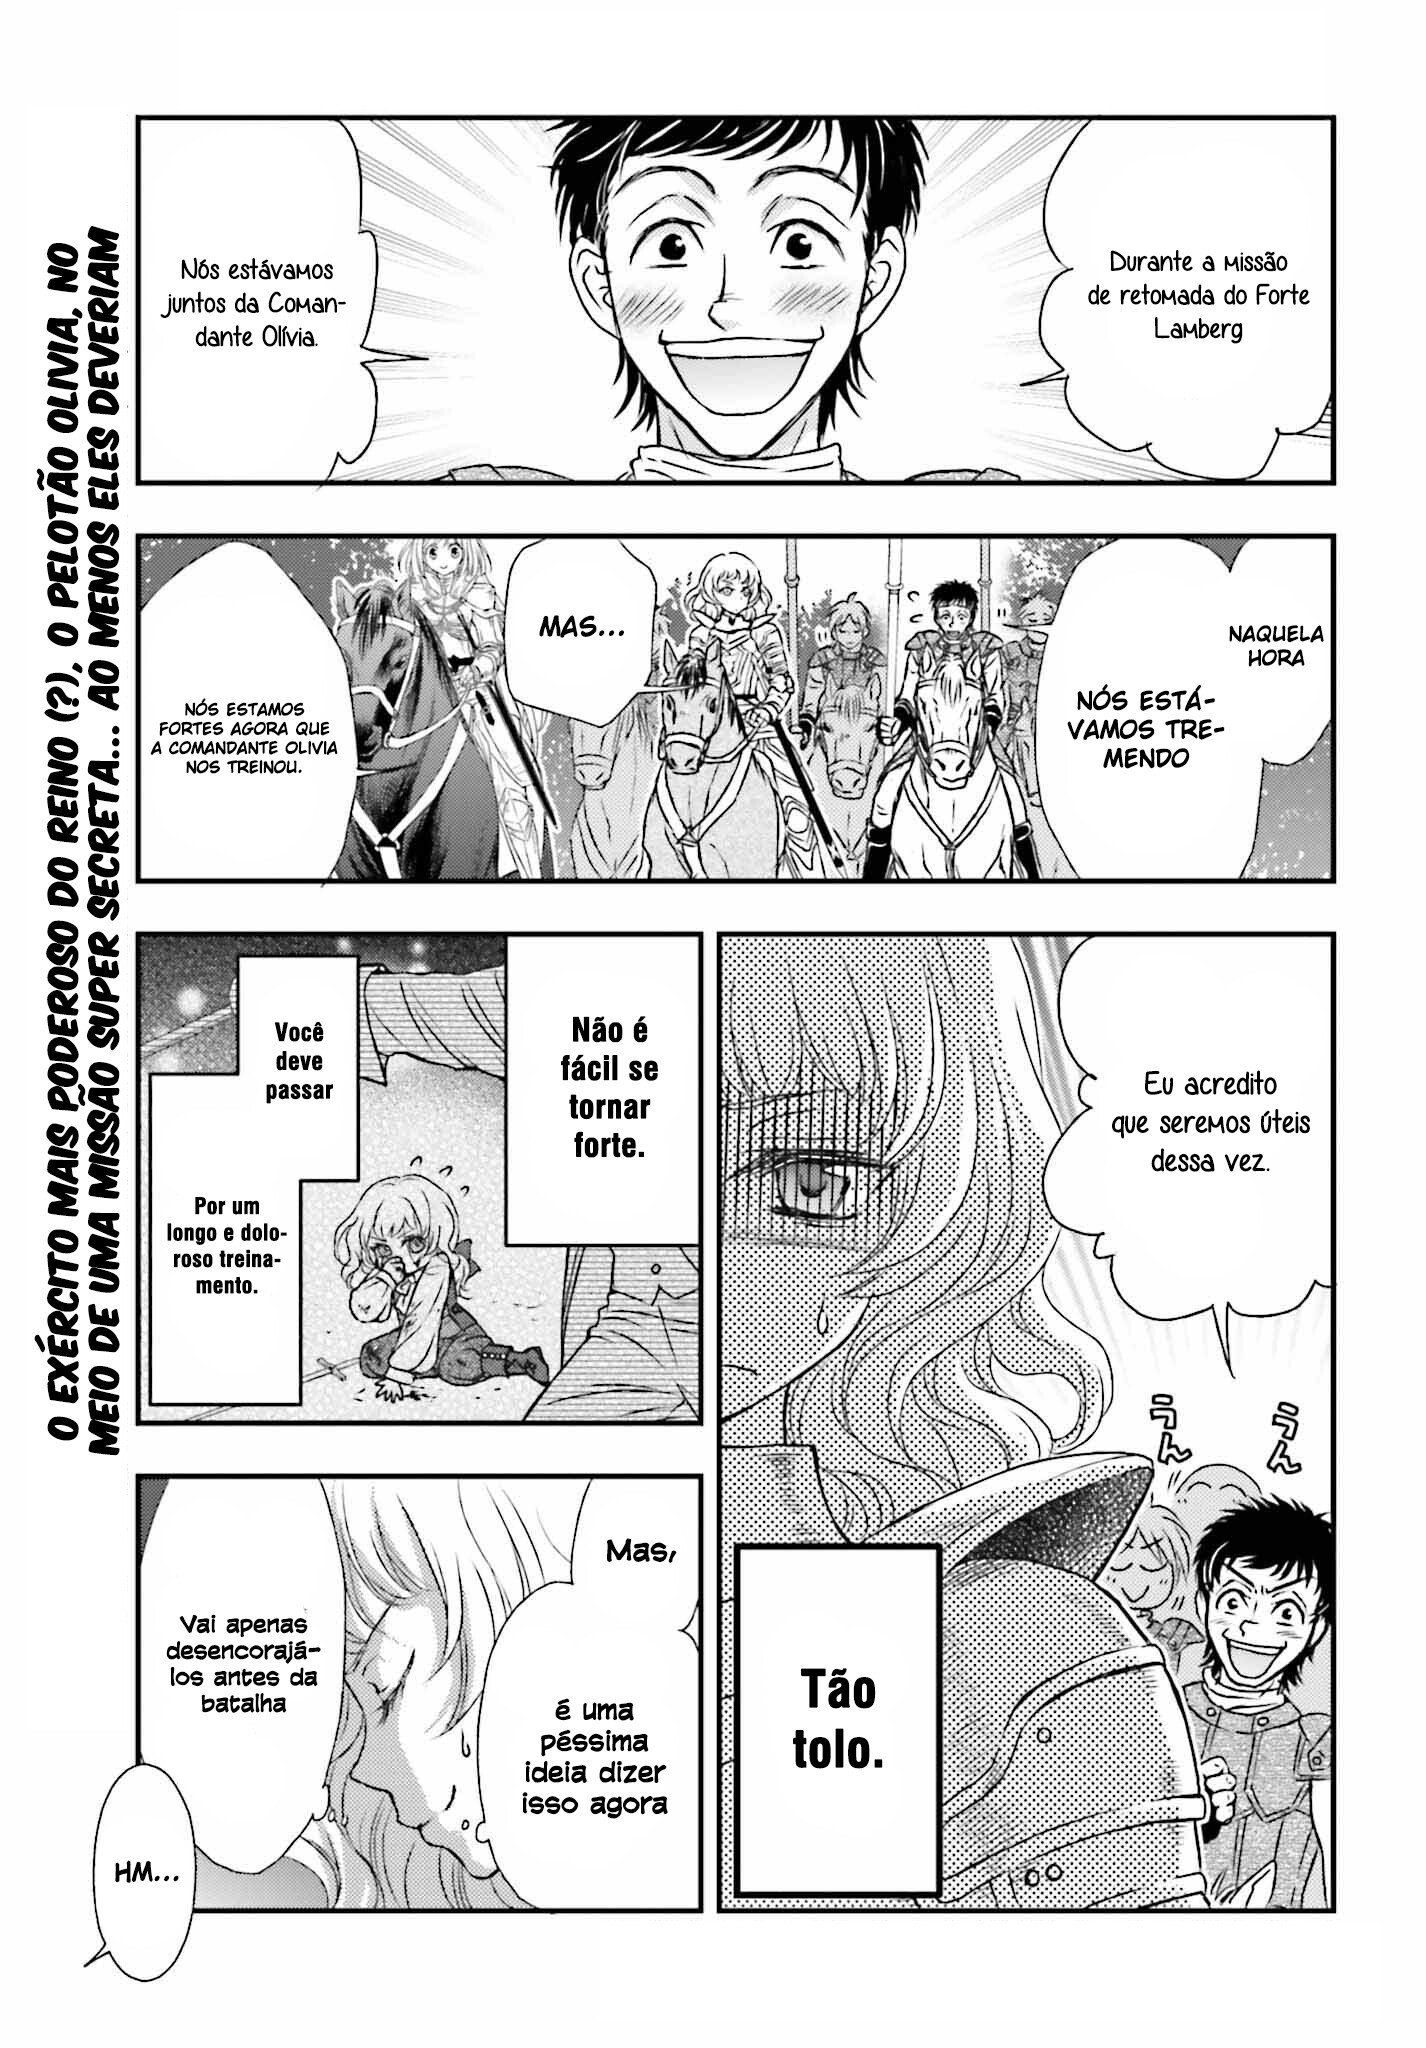 O EXÉRCITO MAIS PODEROSO DO REINO (?), O PELOTÃO OLIVIA, NO
MEIO DE UMA MISSÃO SUPER SECRETA... AO MENOS ELES DEVERIAM
Durante a missão
de retomada do Forte
Lamberg
Nós estávamos
juntos da Coman-
dante Olívia.
NAQUELA
HORA
NÓS ESTÁ-
VAMOS TRE-
MENDO
MAS...
NÓS ESTAMOS
FORTES AGORA QUE
A COMANDANTE OLIVIA
NOS TREINOU.
Eu acredito
que seremos úteis
dessa vez.
うん
うん
Tão
tolo.
Não é
fácil se
tornar
forte.
Você
deve
passar
Por um
longo e dolo-
roso treina-
mento.
Mas,
é uma
péssima
ideia dizer
isso agora
Vai apenas
desencorajá-
los antes da
batalha
HM...